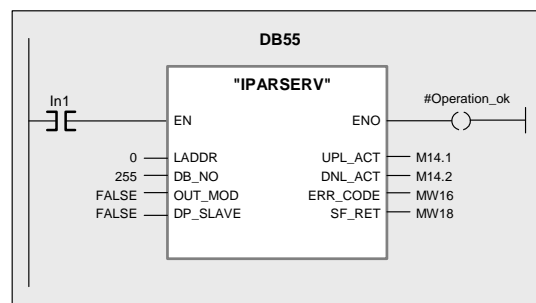 DB55
"IPARSERV"
In1
#Operation_ok
EN ENO
0 LADDR UPL_ACT M14.1
255 DB_NO DNL_ACT M14.2
FALSE OUT_MOD ERR_CODE MW16
FALSE DP_SLAVE SF_RET MW18